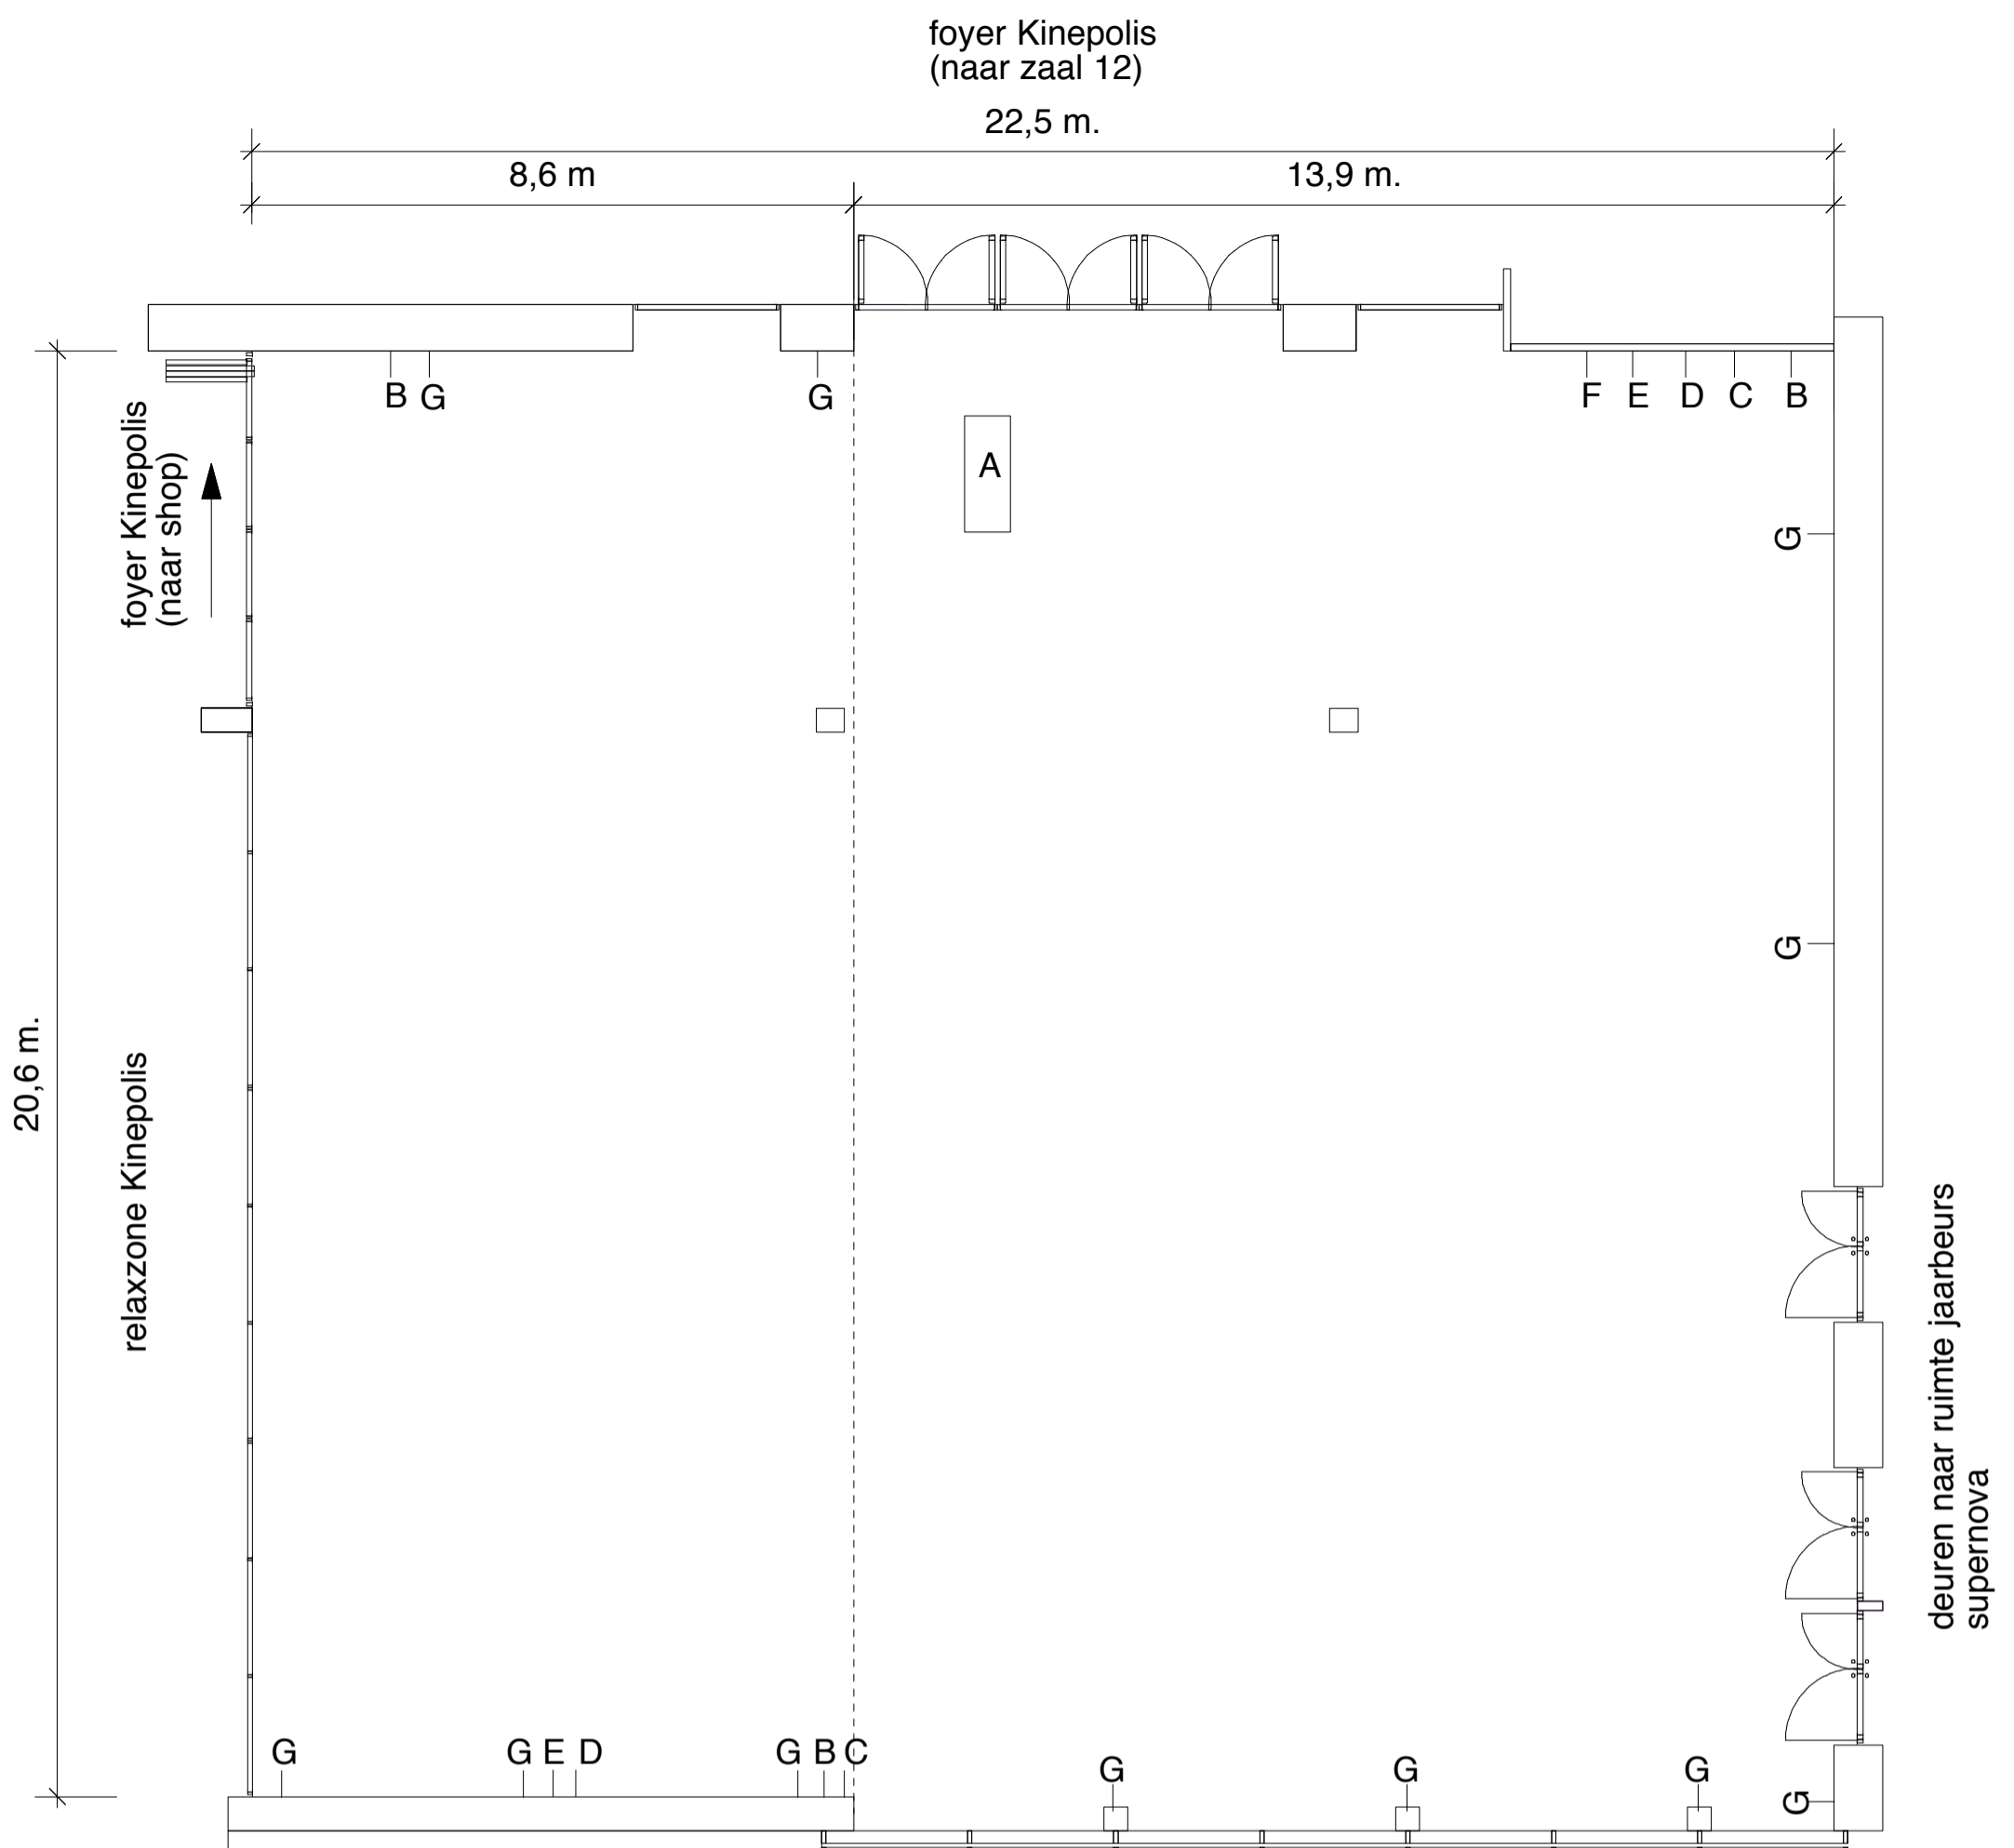 foyer Kinepolis
(naar zaal 12)
22,5 m.
8,6 m
13,9 m.
B G
G
F E D C B
foyer Kinepolis
(naar shop)
A
G
G
20,6 m.
relaxzone Kinepolis
deuren naar ruimte jaarbeurs
supernova
G
G E D
G B C
G
G
G
G